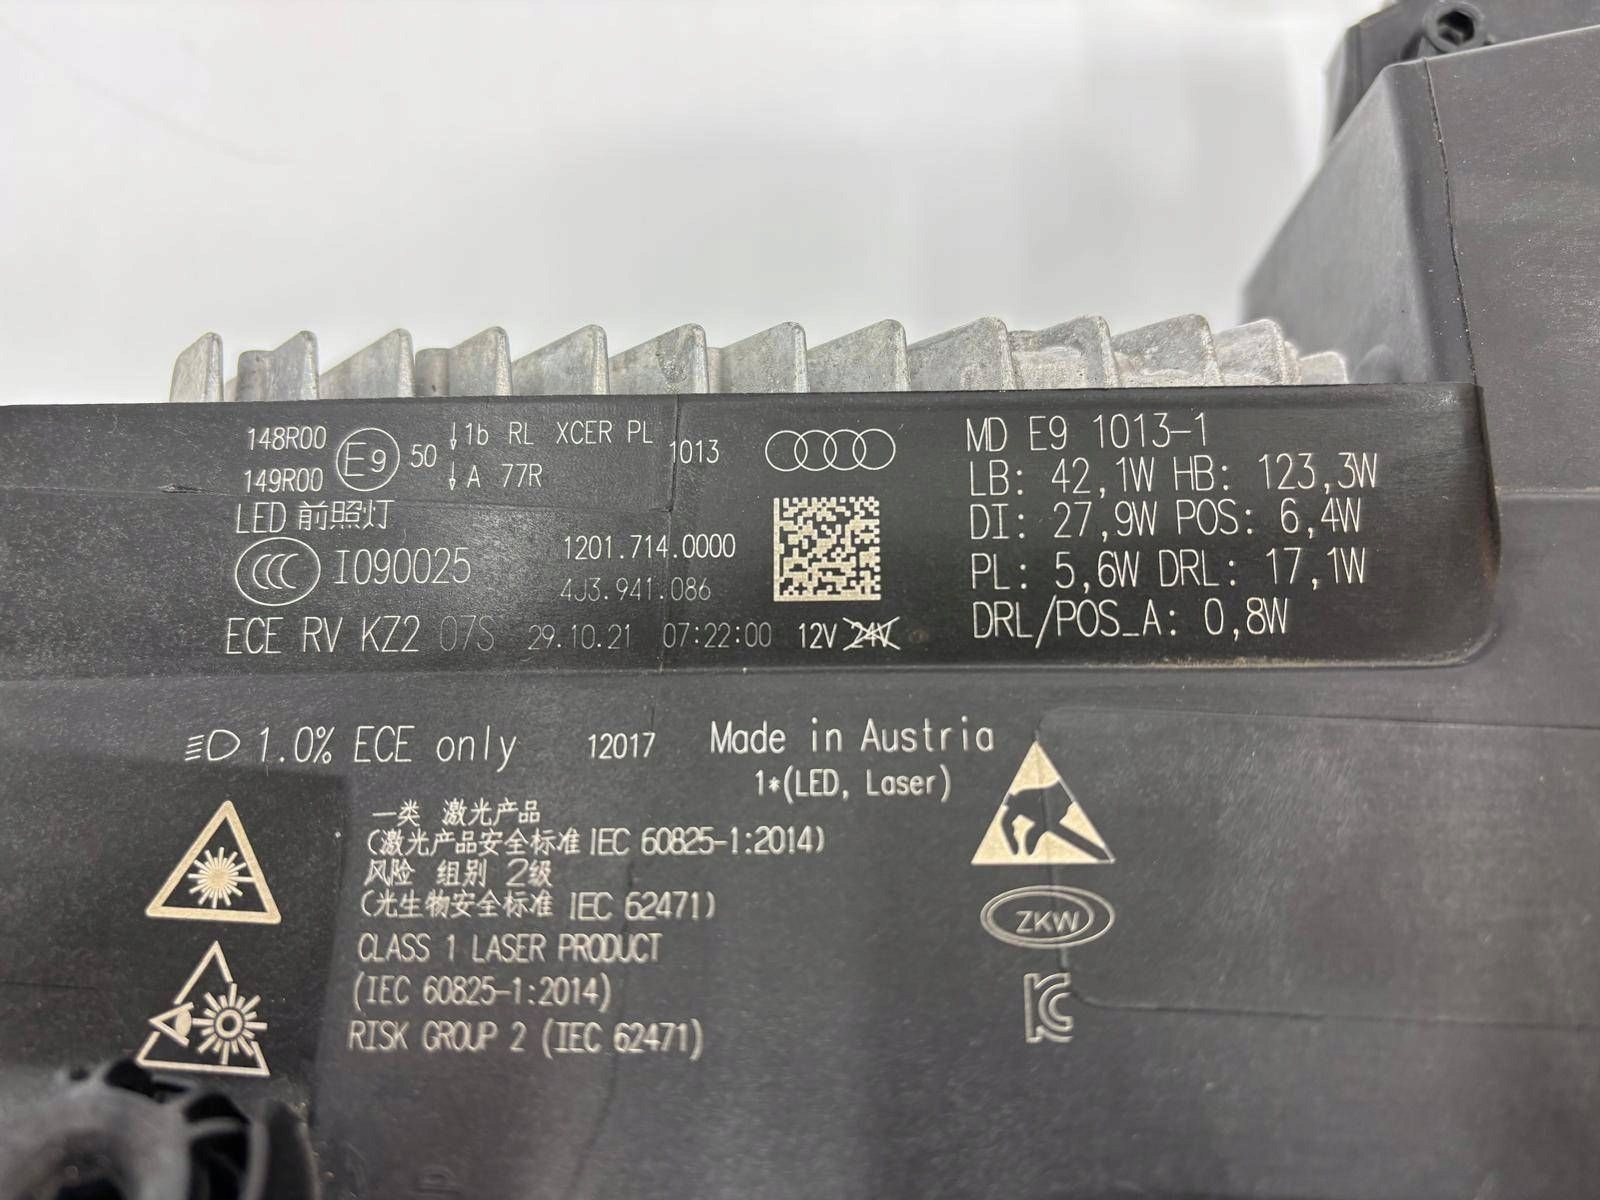 148R00
149R00
E9
50
↓1b RL XCER PL
↓A 77R
1013
LED 前照灯
CCC I090025
1201.714.0000
4J3.941.086
ECE RV KZ2 07S 29.10.21 07:22:00 12V 24V
MD E9 1013-1
LB: 42,1W HB: 123,3W
DI: 27,9W POS: 6,4W
PL: 5,6W DRL: 17,1W
DRL/POS_A: 0,8W
1.0% ECE only 12017 Made in Austria
1*(LED, Laser)
一类 激光产品
(激光产品安全标准 IEC 60825-1:2014)
风险 组别 2级
(光生物安全标准 IEC 62471)
CLASS 1 LASER PRODUCT
(IEC 60825-1:2014)
RISK GROUP 2 (IEC 62471)
ZKW
KC